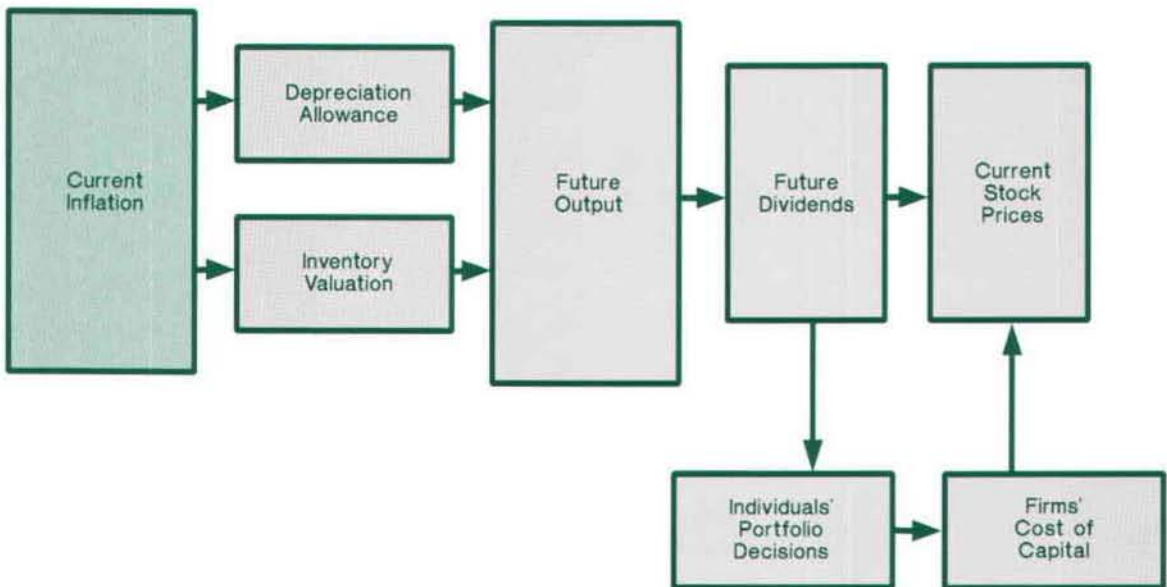 Current
Inflation
Depreciation
Allowance
Inventory
Valuation
Future
Output
Future
Dividends
Current
Stock
Prices
Individuals'
Portfolio
Decisions
Firms'
Cost of
Capital